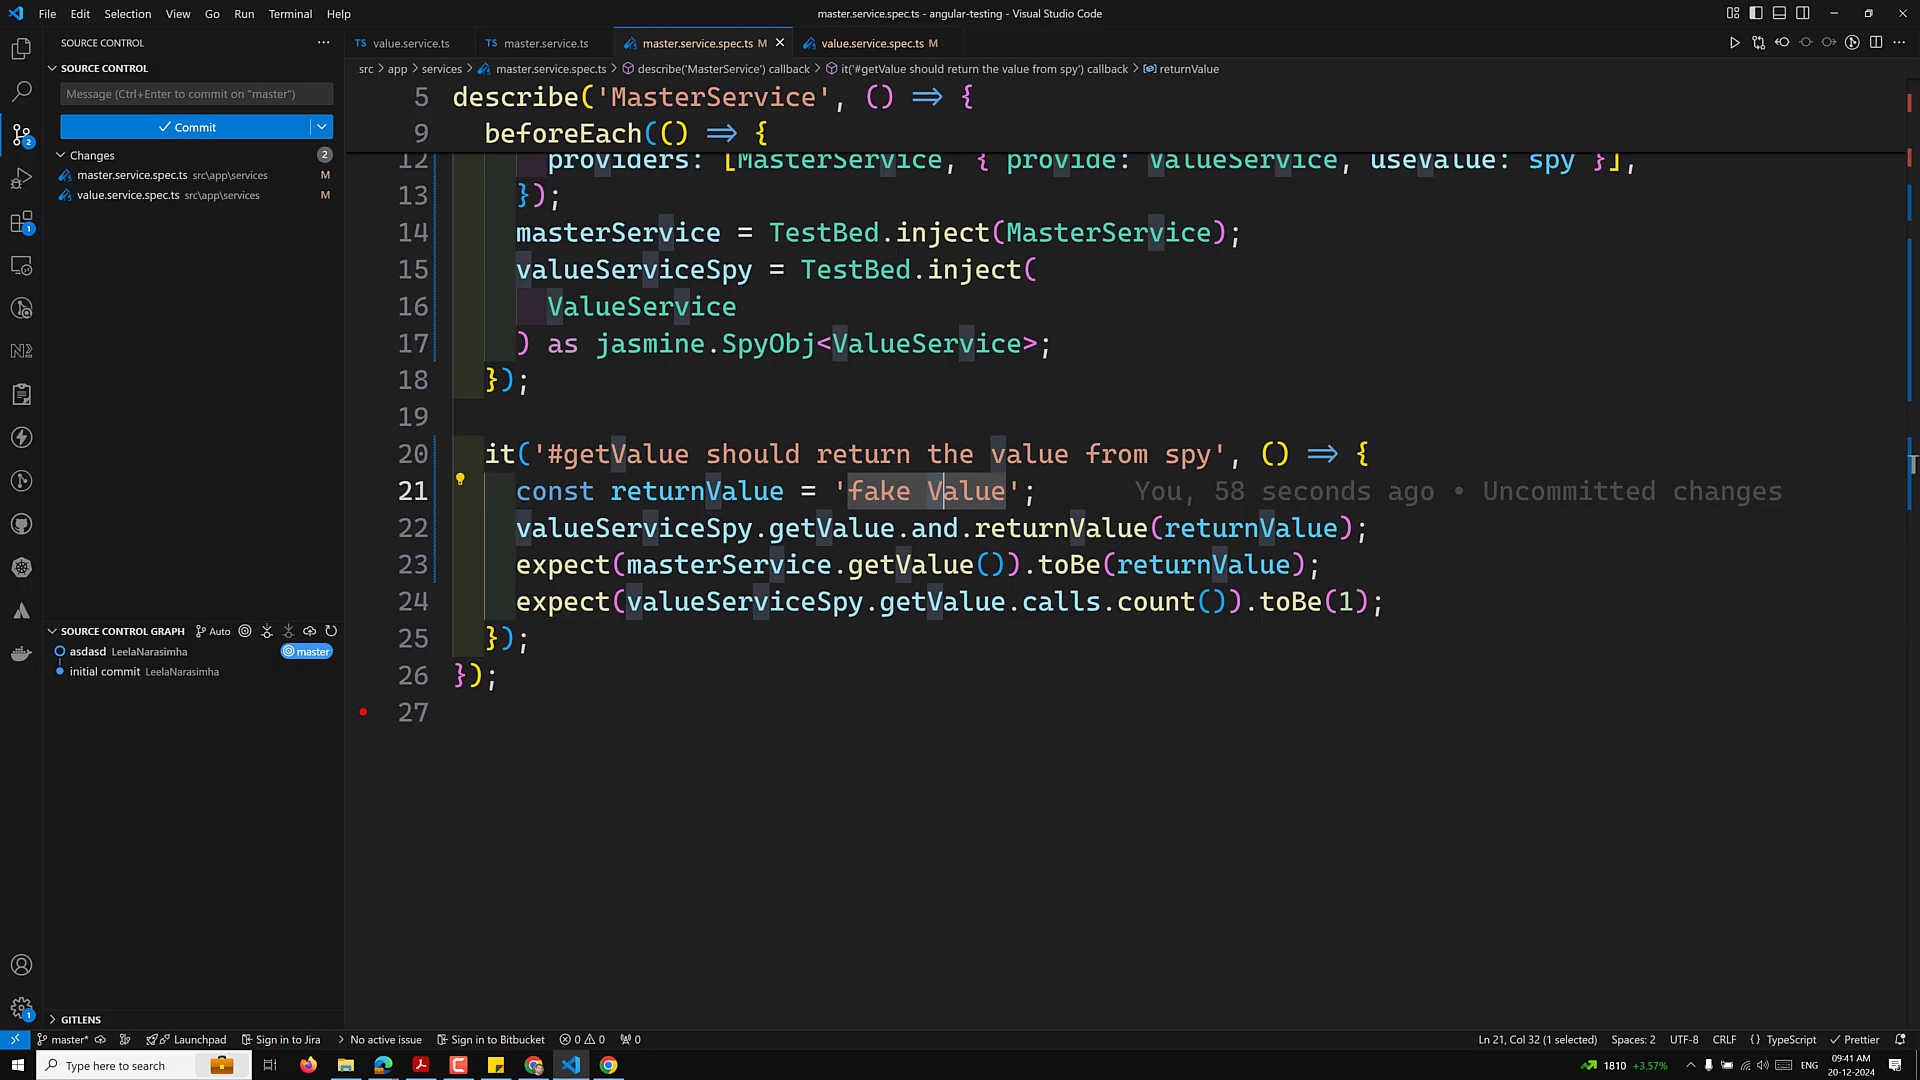 File Edit Selection View Go Run Terminal Help
master.service.spec.ts - angular-testing - Visual Studio Code
SOURCE CONTROL
SOURCE CONTROL
Message (Ctrl+Enter to commit on "master")
Commit
Changes 2
master.service.spec.ts src\app\services M
value.service.spec.ts src\app\services M
SOURCE CONTROL GRAPH Auto
asdasd LeelaNarasimha master
initial commit LeelaNarasimha
GITLENS
TS value.service.ts TS master.service.ts master.service.spec.ts M value.service.spec.ts M
src > app > services > master.service.spec.ts > describe('MasterService') callback > it('#getValue should return the value from spy') callback > returnValue
5 describe('MasterService', () => {
9 beforeEach(() => {
12 providers: [MasterService, { provide: ValueService, useValue: spy }],
13 });
14 masterService = TestBed.inject(MasterService);
15 valueServiceSpy = TestBed.inject(
16 ValueService
17 ) as jasmine.SpyObj<ValueService>;
18 });
19
20 it('#getValue should return the value from spy', () => {
21 const returnValue = 'fake Value'; You, 58 seconds ago • Uncommitted changes
22 valueServiceSpy.getValue.and.returnValue(returnValue);
23 expect(masterService.getValue()).toBe(returnValue);
24 expect(valueServiceSpy.getValue.calls.count()).toBe(1);
25 });
26 });
27
master* Launchpad Sign in to Jira No active issue Sign in to Bitbucket 0 0 0
Ln 21, Col 32 (1 selected) Spaces: 2 UTF-8 CRLF {} TypeScript Prettier
Type here to search
1810 +3.57% ENG 09:41 AM
20-12-2024